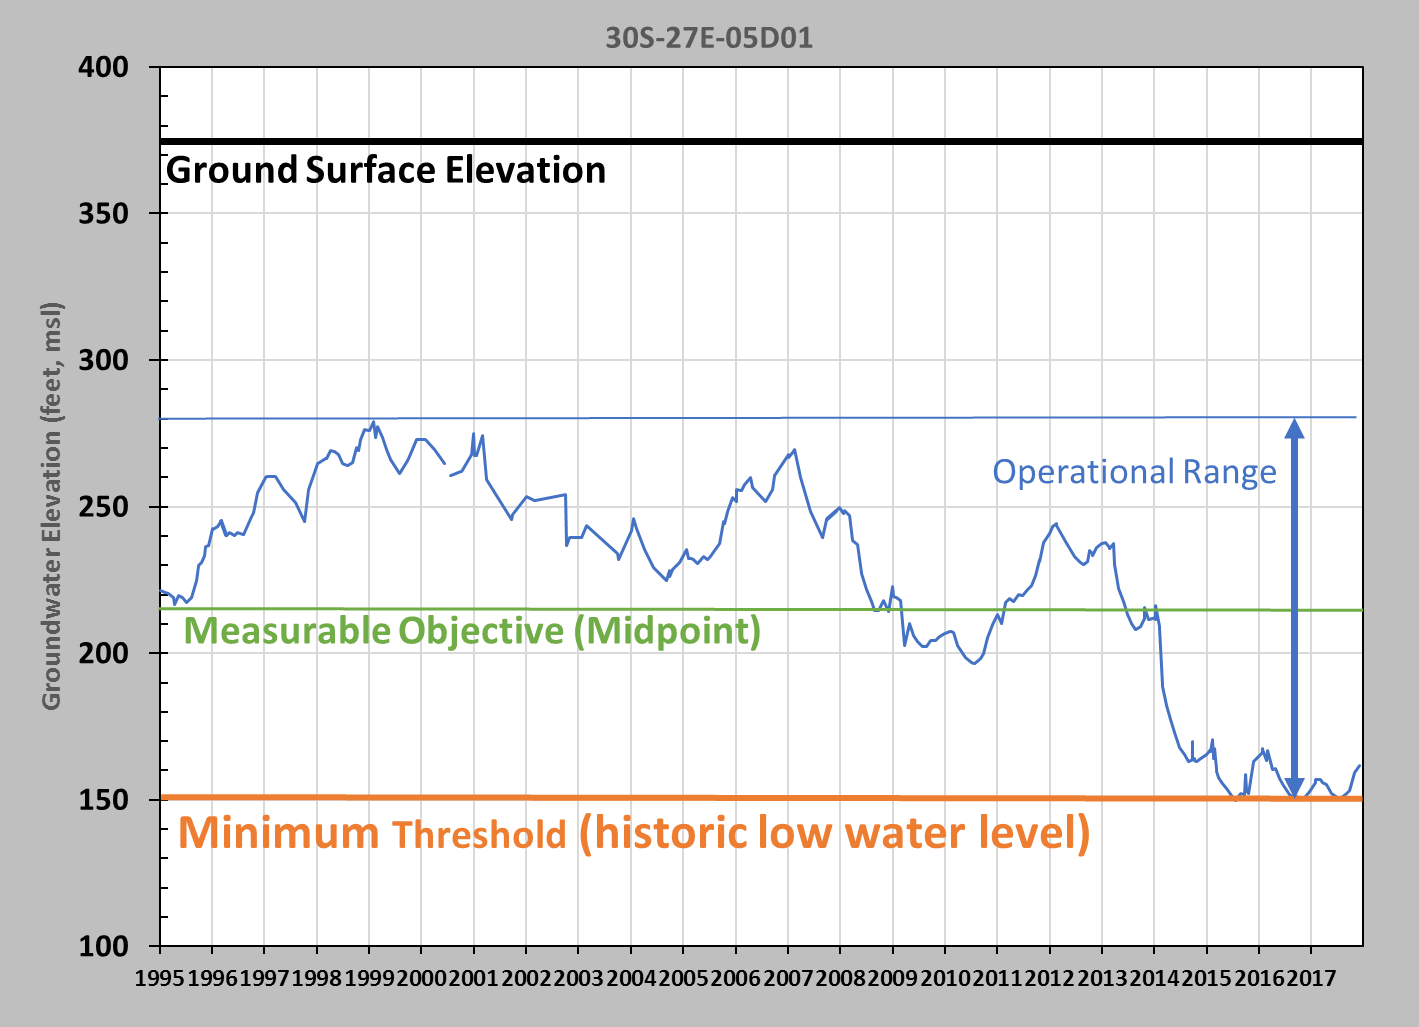 30S-27E-05D01
400
Ground Surface Elevation
350
Groundwater Elevation (feet, msl)
300
Operational Range
250
Measurable Objective (Midpoint)
200
150
Minimum Threshold (historic low water level)
100
1995 1996 1997 1998 1999 2000 2001 2002 2003 2004 2005 2006 2007 2008 2009 2010 2011 2012 2013 2014 2015 2016 2017